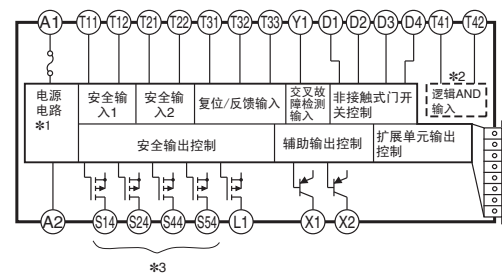 A1 T11 T12 T21 T22 T31 T32 T33 Y1 D1 D2 D3 D4 T41 T42
*2
电源
电路
*1
安全输
入1
安全输
入2
复位/反馈输入
交叉故
障检测
输入
非接触式门开
关控制
逻辑AND
输入
安全输出控制
辅助输出控制
扩展单元输出
控制
A2 S14 S24 S44 S54 L1 X1 X2
*3